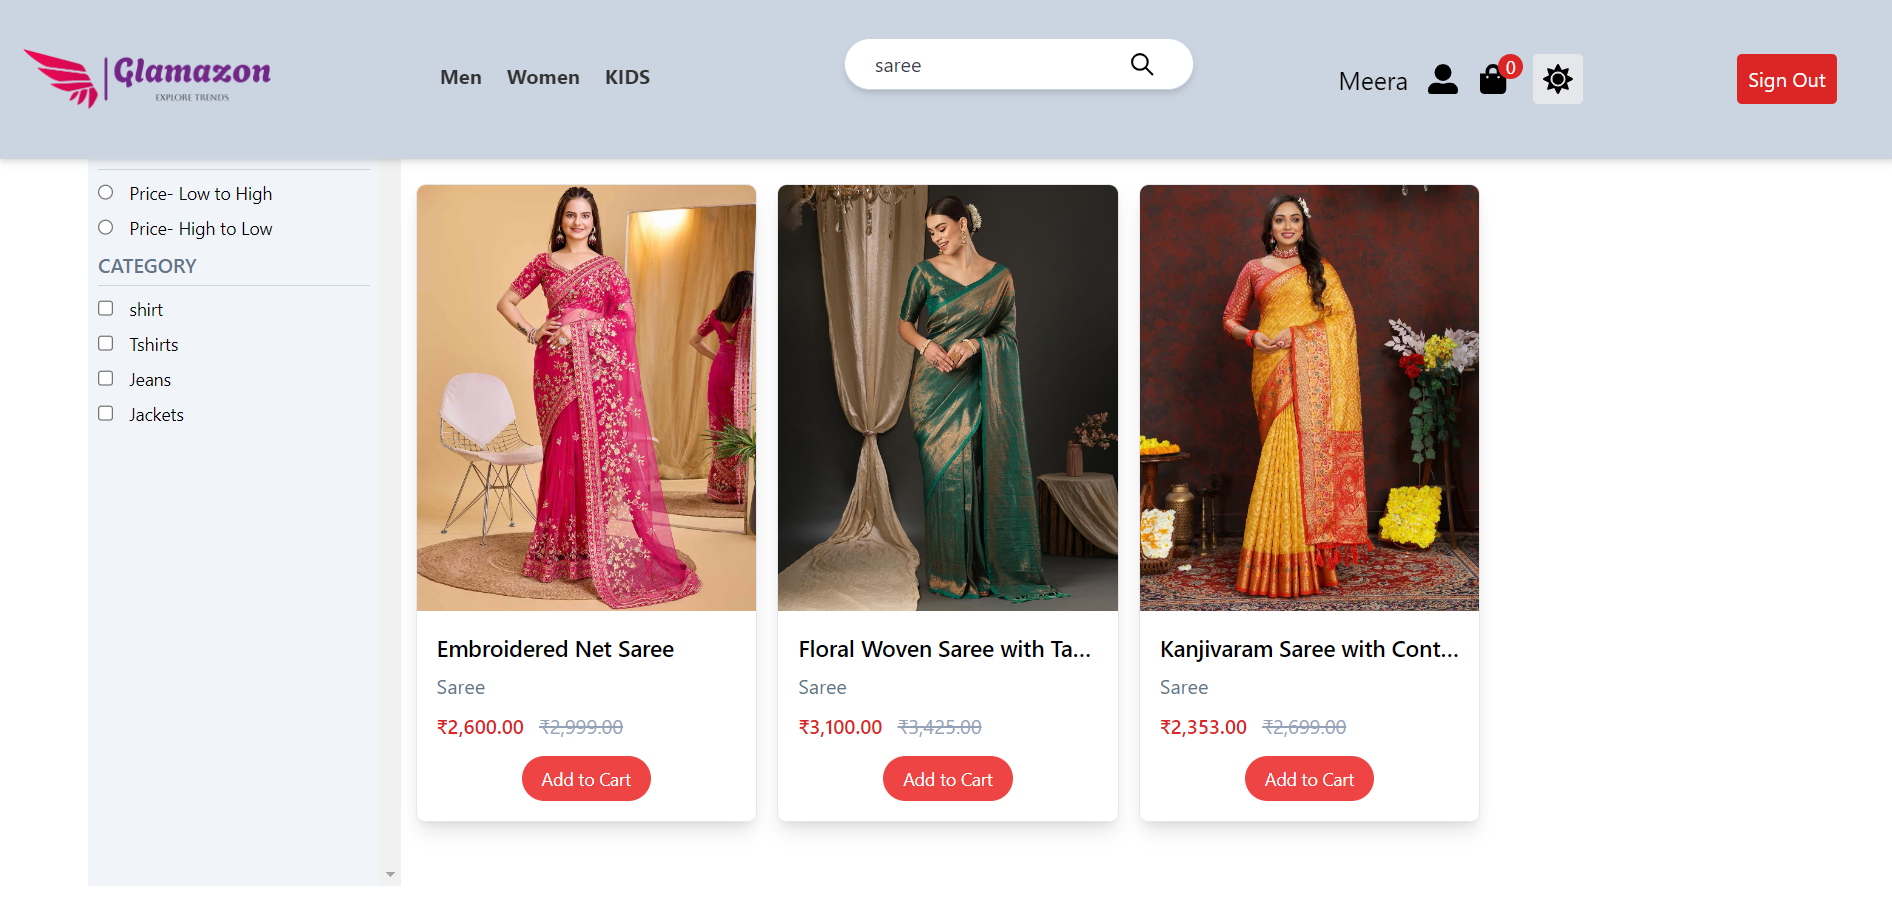 Glamazon
EXPLORE TRENDS
Men Women KIDS
saree
Meera
0
Sign Out
Price- Low to High
Price- High to Low
CATEGORY
shirt
Tshirts
Jeans
Jackets
Embroidered Net Saree
Saree
₹2,600.00 ₹2,999.00
Add to Cart
Floral Woven Saree with Ta...
Saree
₹3,100.00 ₹3,425.00
Add to Cart
Kanjivaram Saree with Cont...
Saree
₹2,353.00 ₹2,699.00
Add to Cart